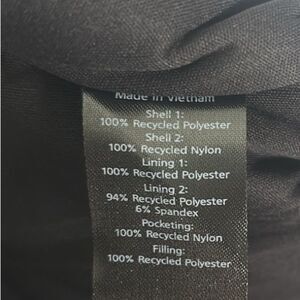 Made in Vietnam
Shell 1:
100% Recycled Polyester
Shell 2:
100% Recycled Nylon
Lining 1:
100% Recycled Polyester
Lining 2:
94% Recycled Polyester
6% Spandex
Pocketing:
100% Recycled Nylon
Filling:
100% Recycled Polyester